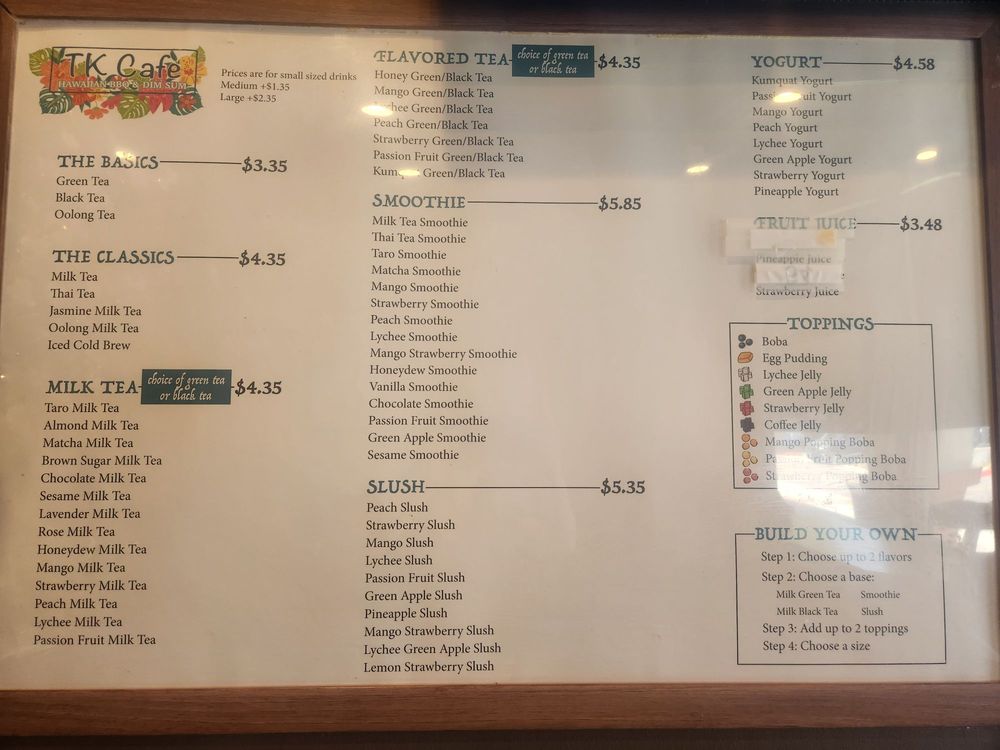 TK Café
HAWAIIAN BBQ & DIM SUM
Prices are for small sized drinks
Medium +$1.35
Large +$2.35
THE BASICS $3.35
Green Tea
Black Tea
Oolong Tea
THE CLASSICS $4.35
Milk Tea
Thai Tea
Jasmine Milk Tea
Oolong Milk Tea
Iced Cold Brew
MILK TEA choice of green tea or black tea $4.35
Taro Milk Tea
Almond Milk Tea
Matcha Milk Tea
Brown Sugar Milk Tea
Chocolate Milk Tea
Sesame Milk Tea
Lavender Milk Tea
Rose Milk Tea
Honeydew Milk Tea
Mango Milk Tea
Strawberry Milk Tea
Peach Milk Tea
Lychee Milk Tea
Passion Fruit Milk Tea
FLAVORED TEA choice of green tea or black tea $4.35
Honey Green/Black Tea
Mango Green/Black Tea
Lychee Green/Black Tea
Peach Green/Black Tea
Strawberry Green/Black Tea
Passion Fruit Green/Black Tea
Green/Black Tea
SMOOTHIE $5.85
Milk Tea Smoothie
Thai Tea Smoothie
Taro Smoothie
Matcha Smoothie
Mango Smoothie
Strawberry Smoothie
Peach Smoothie
Lychee Smoothie
Mango Strawberry Smoothie
Honeydew Smoothie
Vanilla Smoothie
Chocolate Smoothie
Passion Fruit Smoothie
Green Apple Smoothie
Sesame Smoothie
SLUSH $5.35
Peach Slush
Strawberry Slush
Mango Slush
Lychee Slush
Passion Fruit Slush
Green Apple Slush
Pineapple Slush
Mango Strawberry Slush
Lychee Green Apple Slush
Lemon Strawberry Slush
YOGURT $4.58
Kumquat Yogurt
Passion Fruit Yogurt
Mango Yogurt
Peach Yogurt
Lychee Yogurt
Green Apple Yogurt
Strawberry Yogurt
Pineapple Yogurt
FRUIT JUICE $3.48
Pineapple Juice
Strawberry Juice
TOPPINGS
Boba
Egg Pudding
Lychee Jelly
Green Apple Jelly
Strawberry Jelly
Coffee Jelly
Mango Popping Boba
Passion Fruit Popping Boba
Strawberry Popping Boba
BUILD YOUR OWN
Step 1: Choose up to 2 flavors
Step 2: Choose a base:
Milk Green Tea Smoothie
Milk Black Tea Slush
Step 3: Add up to 2 toppings
Step 4: Choose a size